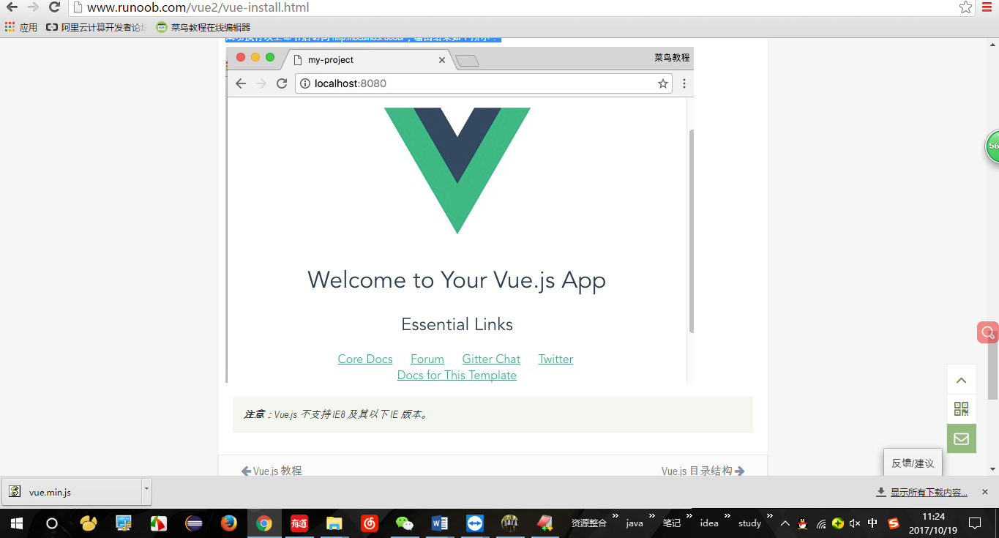 www.runoob.com/vue2/vue-install.html
应用 阿里云计算开发者论坛 菜鸟教程在线编辑器
my-project 菜鸟教程
localhost:8080
56
Welcome to Your Vue.js App
Essential Links
Core Docs Forum Gitter Chat Twitter
Docs for This Template
注意：Vue.js 不支持 IE8 及其以下 IE 版本。
反馈/建议
Vue.js 教程 Vue.js 目录结构
vue.min.js 显示所有下载内容...
有道 资源整合 » java » 笔记 » idea » study » 中 11:24
2017/10/19